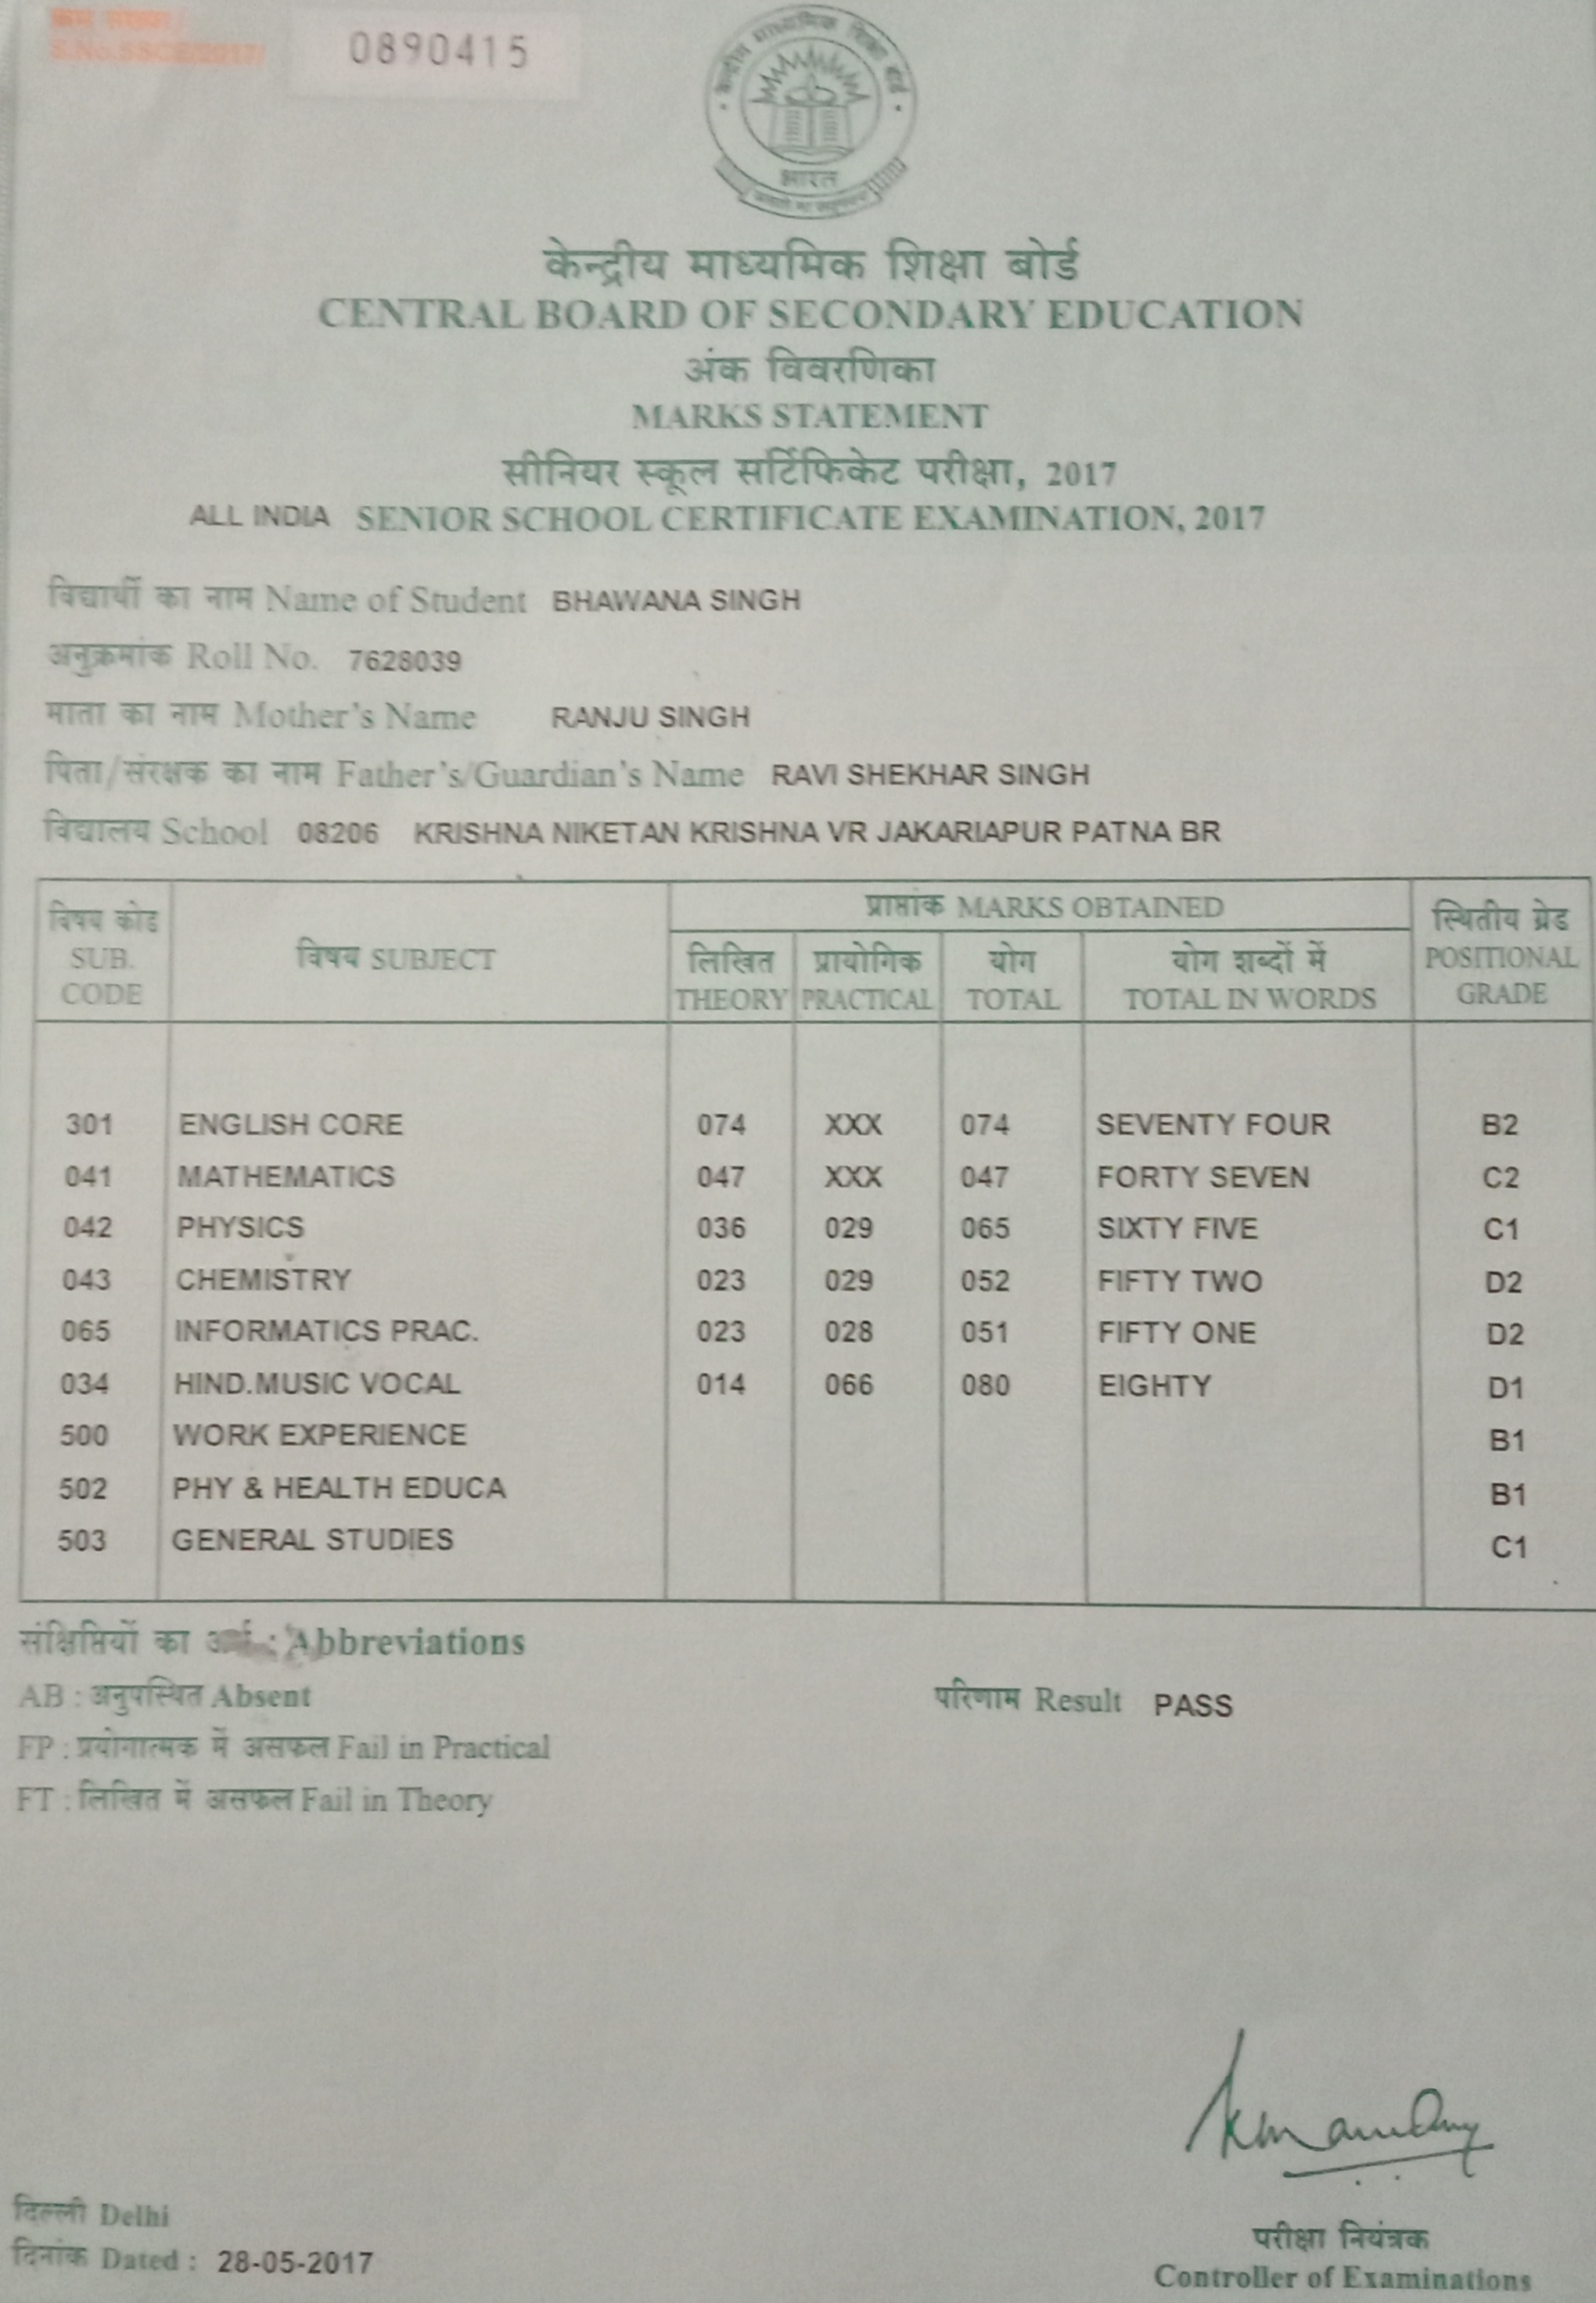 क्रम संख्या/
S.No.SSCE/2017/
0890415
केन्द्रीय माध्यमिक शिक्षा बोर्ड
भारत
केन्द्रीय माध्यमिक शिक्षा बोर्ड
CENTRAL BOARD OF SECONDARY EDUCATION
अंक विवरणिका
MARKS STATEMENT
सीनियर स्कूल सर्टिफिकेट परीक्षा, 2017
ALL INDIA SENIOR SCHOOL CERTIFICATE EXAMINATION, 2017
विद्यार्थी का नाम Name of Student BHAWANA SINGH
अनुक्रमांक Roll No. 7628039
माता का नाम Mother's Name RANJU SINGH
पिता/संरक्षक का नाम Father's/Guardian's Name RAVI SHEKHAR SINGH
विद्यालय School 08206 KRISHNA NIKETAN KRISHNA VR JAKARIAPUR PATNA BR
विषय कोड SUB. CODE
विषय SUBJECT
प्राप्तांक MARKS OBTAINED
लिखित THEORY
प्रायोगिक PRACTICAL
योग TOTAL
योग शब्दों में TOTAL IN WORDS
स्थितीय ग्रेड POSITIONAL GRADE
301 ENGLISH CORE 074 XXX 074 SEVENTY FOUR B2
041 MATHEMATICS 047 XXX 047 FORTY SEVEN C2
042 PHYSICS 036 029 065 SIXTY FIVE C1
043 CHEMISTRY 023 029 052 FIFTY TWO D2
065 INFORMATICS PRAC. 023 028 051 FIFTY ONE D2
034 HIND.MUSIC VOCAL 014 066 080 EIGHTY D1
500 WORK EXPERIENCE B1
502 PHY & HEALTH EDUCA B1
503 GENERAL STUDIES C1
संक्षिप्तियों का : Abbreviations
AB : अनुपस्थित Absent
परिणाम Result PASS
FP : प्रयोगात्मक में असफल Fail in Practical
FT : लिखित में असफल Fail in Theory
दिल्ली Delhi
दिनांक Dated : 28-05-2017
परीक्षा नियंत्रक
Controller of Examinations